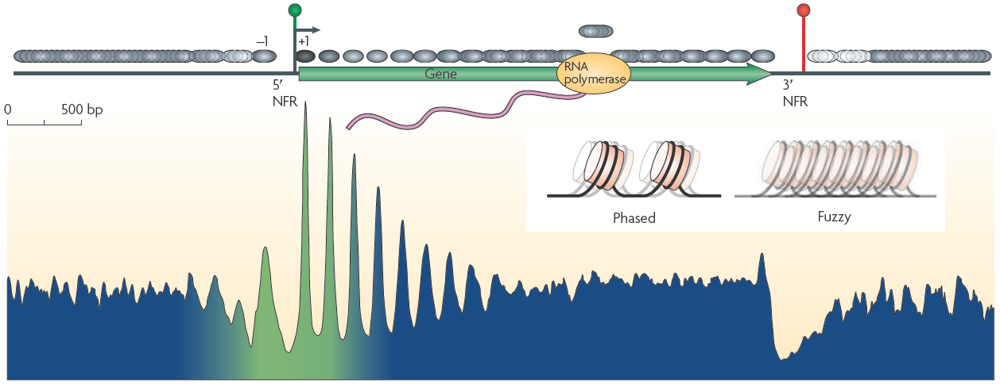 –1
+1
RNA
polymerase
Gene
5′
NFR
3′
NFR
0
500 bp
Phased
Fuzzy